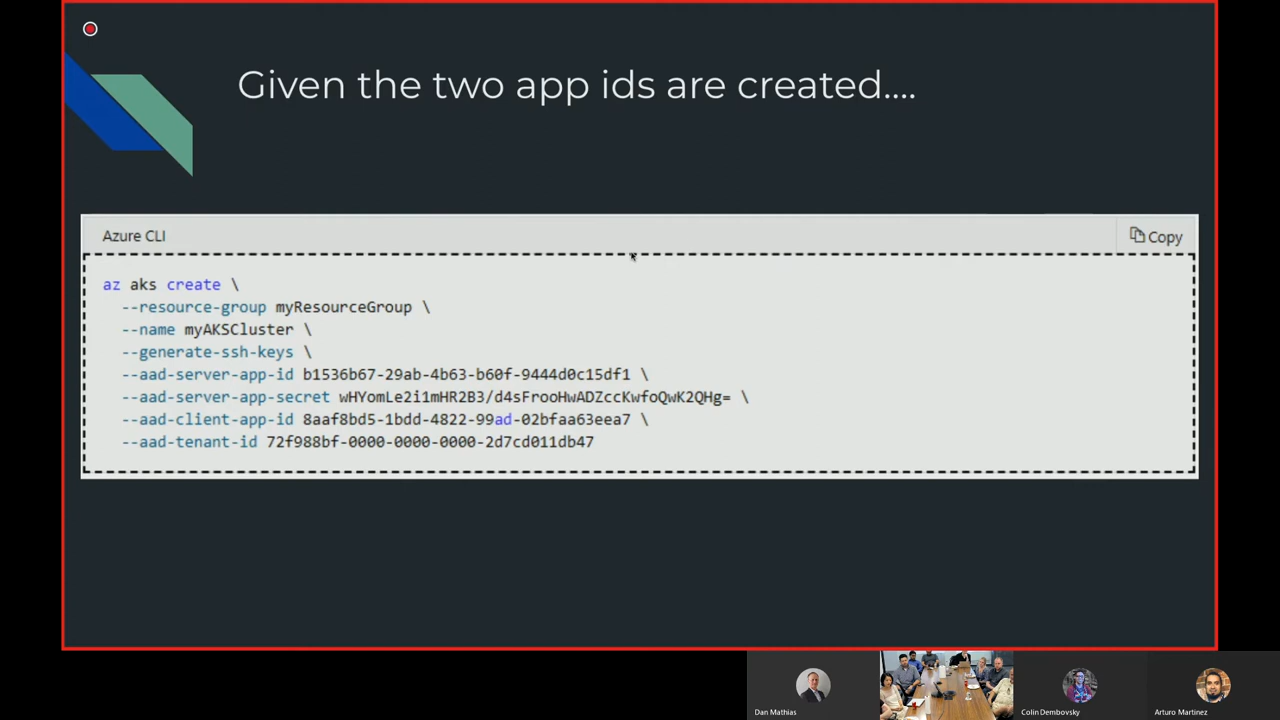 Given the two app ids are created....
Azure CLI
Copy
az aks create \
--resource-group myResourceGroup \
--name myAKSCluster \
--generate-ssh-keys \
--aad-server-app-id b1536b67-29ab-4b63-b60f-9444d0c15df1 \
--aad-server-app-secret wHYomLe2i1mHR2B3/d4sFrooHwADZccKwfoQwK2QHg= \
--aad-client-app-id 8aaf8bd5-1bdd-4822-99ad-02bfaa63eea7 \
--aad-tenant-id 72f988bf-0000-0000-0000-2d7cd011db47
Dan Mathias
Colin Dembovsky
Arturo Martinez